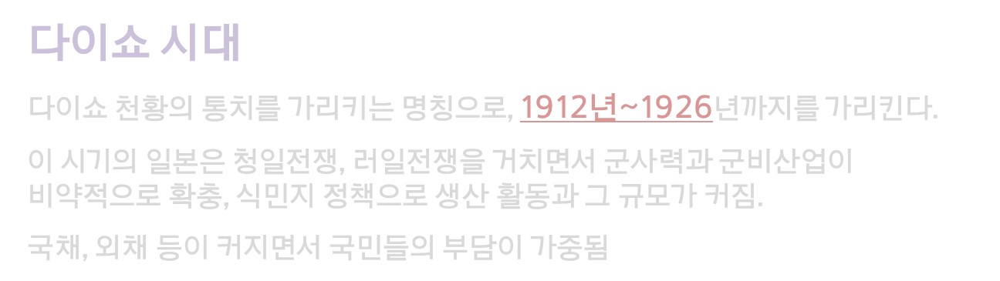 다이쇼 시대
다이쇼 천황의 통치를 가리키는 명칭으로, 1912년~1926년까지를 가리킨다.
이 시기의 일본은 청일전쟁, 러일전쟁을 거치면서 군사력과 군비산업이
비약적으로 확충, 식민지 정책으로 생산 활동과 그 규모가 커짐.
국채, 외채 등이 커지면서 국민들의 부담이 가중됨